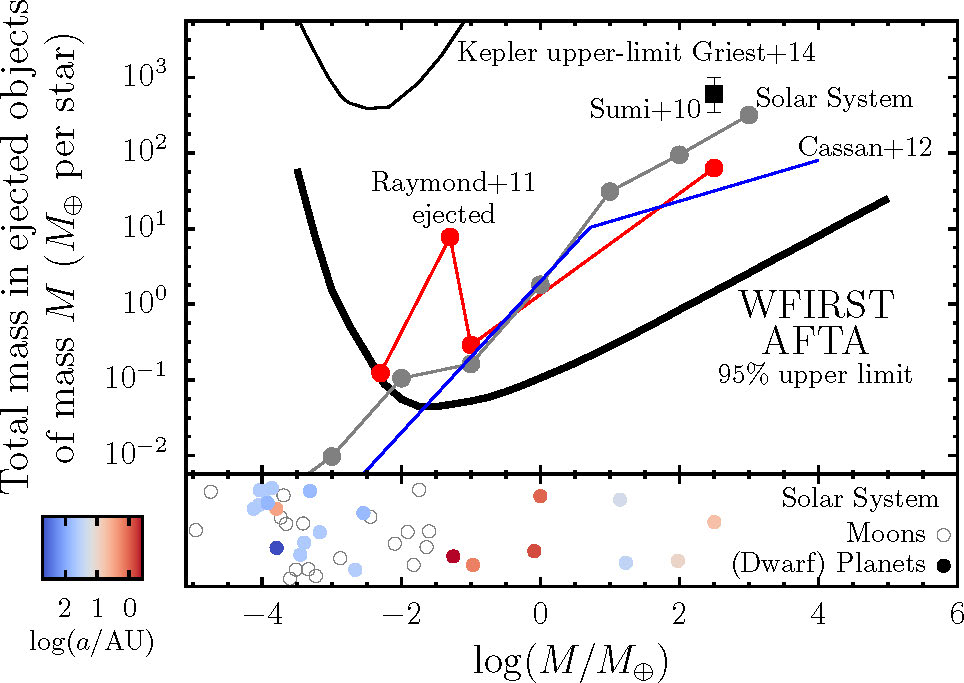 Total mass in ejected objects
of mass M (M⊕ per star)
10³
10²
10¹
10⁰
10⁻¹
10⁻²
Kepler upper-limit Griest+14
Sumi+10
Solar System
Cassan+12
Raymond+11
ejected
WFIRST
AFTA
95% upper limit
Solar System
Moons
(Dwarf) Planets
2 1 0
log(a/AU)
−4 −2 0 2 4 6
log(M/M⊕)